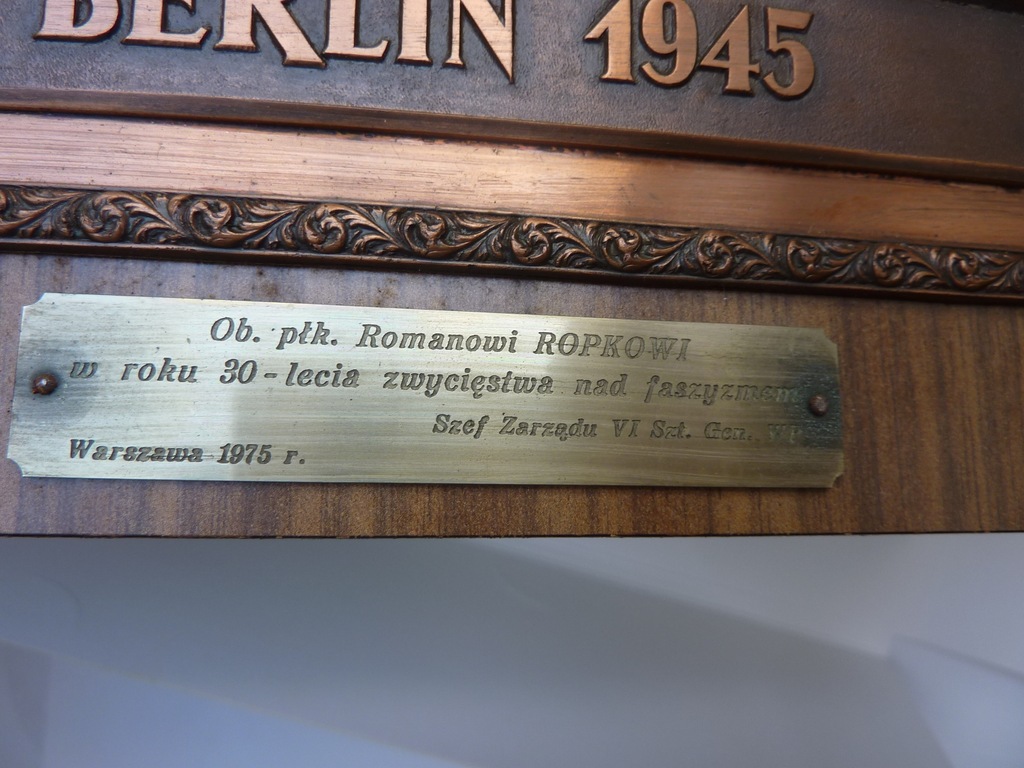 BERLIN 1945
Ob. płk. Romanowi ROPKOWI
w roku 30-lecia zwycięstwa nad faszyzmem
Szef Zarządu VI Szt. Gen. WP
Warszawa 1975 r.